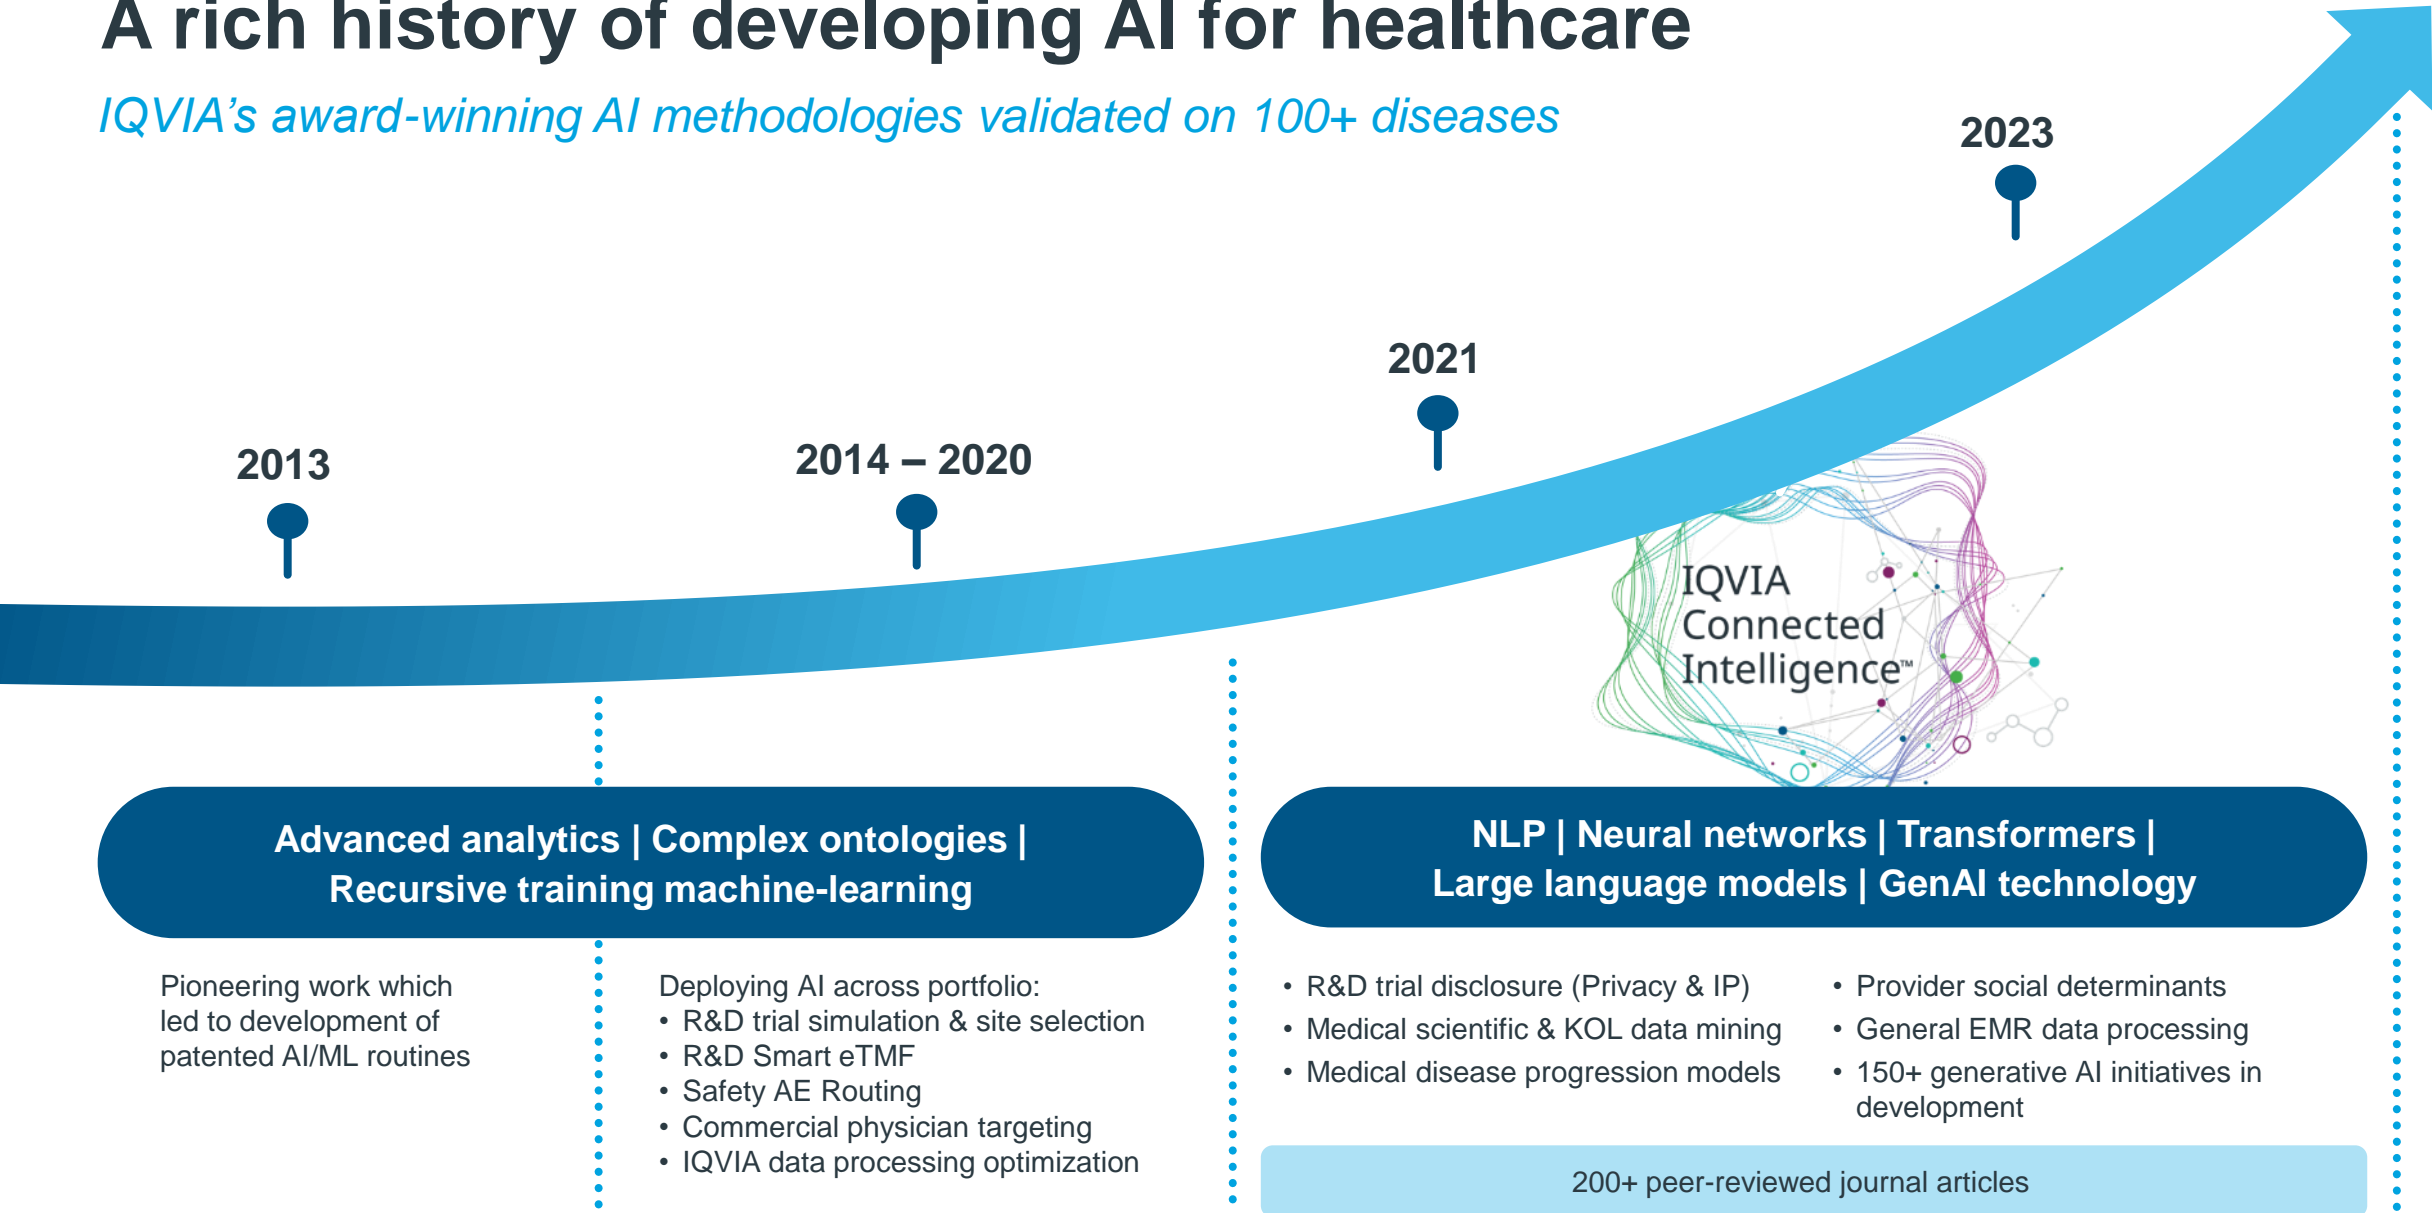 A rich history of developing AI for healthcare
IQVIA's award-winning AI methodologies validated on 100+ diseases
2013
2014 – 2020
2021
2023
IQVIA
Connected
Intelligence™
Advanced analytics | Complex ontologies |
Recursive training machine-learning
Pioneering work which
led to development of
patented AI/ML routines
Deploying AI across portfolio:
• R&D trial simulation & site selection
• R&D Smart eTMF
• Safety AE Routing
• Commercial physician targeting
• IQVIA data processing optimization
NLP | Neural networks | Transformers |
Large language models | GenAI technology
• R&D trial disclosure (Privacy & IP)
• Medical scientific & KOL data mining
• Medical disease progression models
• Provider social determinants
• General EMR data processing
• 150+ generative AI initiatives in
development
200+ peer-reviewed journal articles